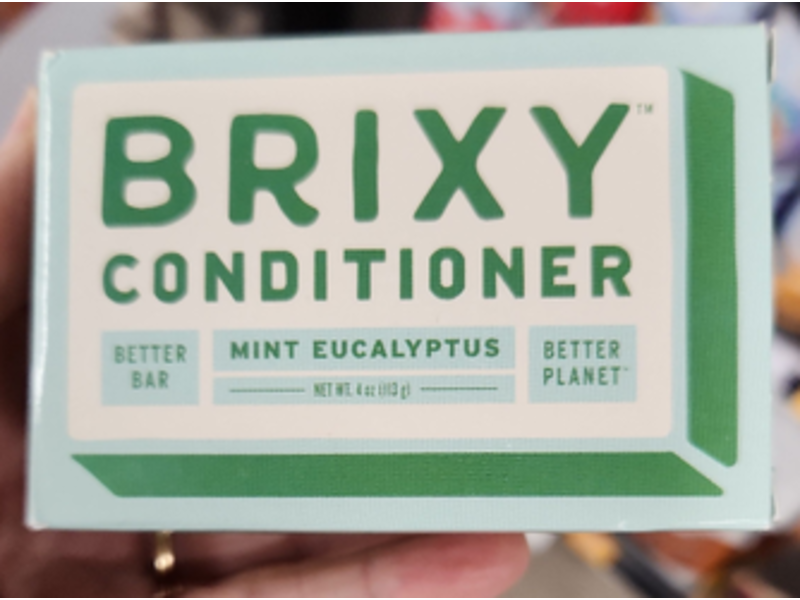 BRIXY™
CONDITIONER
BETTER
BAR
MINT EUCALYPTUS
NET WT. 4 oz (113 g)
BETTER
PLANET™